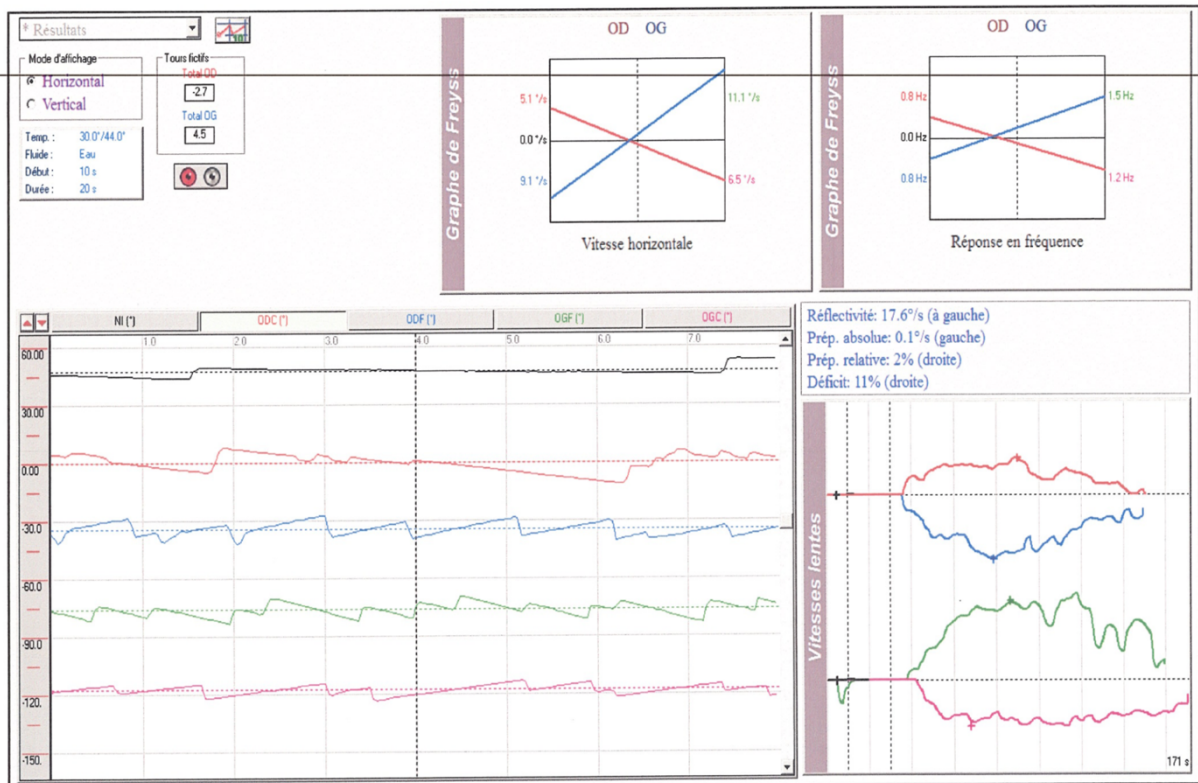 * Résultats
Mode d'affichage
Horizontal
Vertical
Tours fictifs
Total OD
-2.7
Total OG
4.5
Temp. : 30.0°/44.0°
Fluide : Eau
Début : 10 s
Durée : 20 s
Graphe de Freyss
OD OG
5.1 °/s
11.1 °/s
0.0 °/s
9.1 °/s
6.5 °/s
Vitesse horizontale
Graphe de Freyss
OD OG
0.8 Hz
1.5 Hz
0.0 Hz
0.8 Hz
1.2 Hz
Réponse en fréquence
NI (°) ODC (°) ODF (°) OGF (°) OGC (°)
1.0 2.0 3.0 4.0 5.0 6.0 7.0
60.00
30.00
0.00
-30.0
-60.0
-90.0
-120.
-150.
Réflectivité: 17.6°/s (à gauche)
Prép. absolue: 0.1°/s (gauche)
Prép. relative: 2% (droite)
Déficit: 11% (droite)
Vitesses lentes
171 s